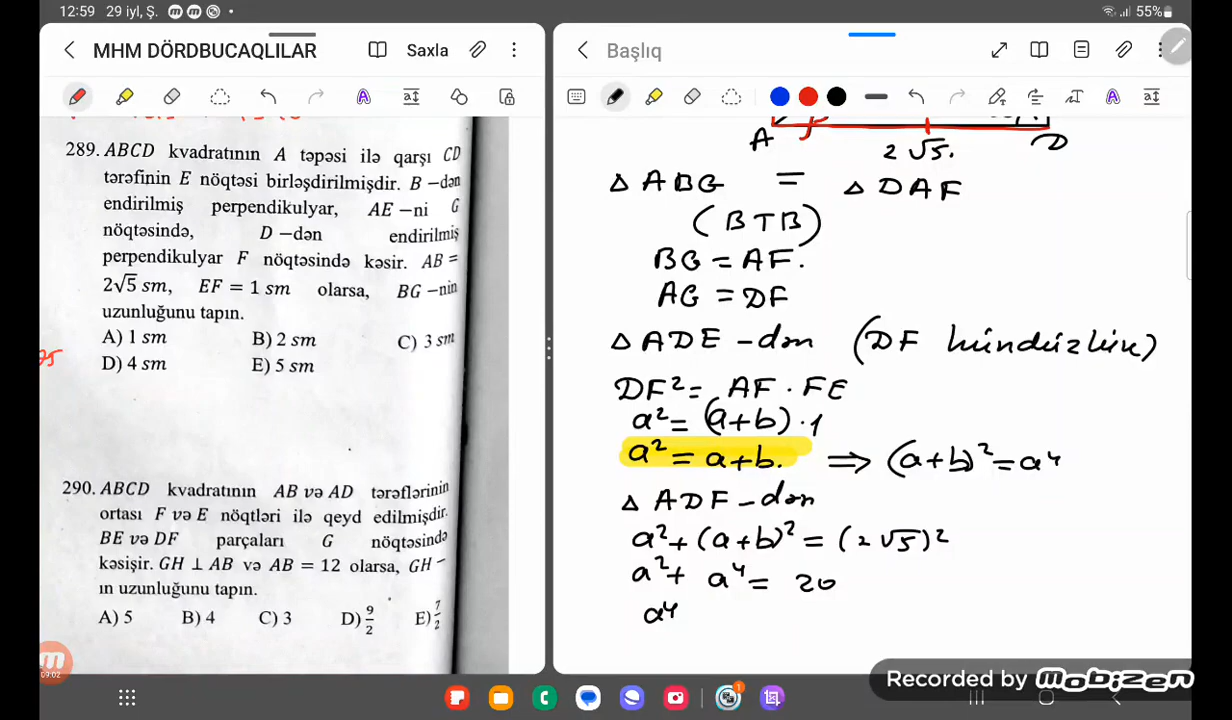 12:59 29 iyl, Ş. 55%
MHM DÖRDBUCAQLILAR Saxla
289. ABCD kvadratının A təpəsi ilə qarşı CD
tərəfinin E nöqtəsi birləşdirilmişdir. B –dən
endirilmiş perpendikulyar, AE –ni G
nöqtəsində, D –dən endirilmiş
perpendikulyar F nöqtəsində kəsir. AB =
2√5 sm, EF = 1 sm olarsa, BG –nin
uzunluğunu tapın.
A) 1 sm B) 2 sm C) 3 sm
D) 4 sm E) 5 sm
290. ABCD kvadratının AB və AD tərəflərinin
ortası F və E nöqtləri ilə qeyd edilmişdir.
BE və DF parçaları G nöqtəsində
kəsişir. GH ⊥ AB və AB = 12 olarsa, GH –
ın uzunluğunu tapın.
A) 5 B) 4 C) 3 D) 9/2 E) 7/2
09:02
Başlıq
A 2√5. D
△ ABG = △ DAF
(BTB)
BG = AF.
AG = DF
△ ADE -dən (DF hündüzlük)
DF² = AF · FE
a² = (a+b) · 1
a² = a+b. ⟹ (a+b)² = a⁴
△ ADF -dən
a² + (a+b)² = (2√5)²
a² + a⁴ = 20
a⁴
Recorded by mobizen